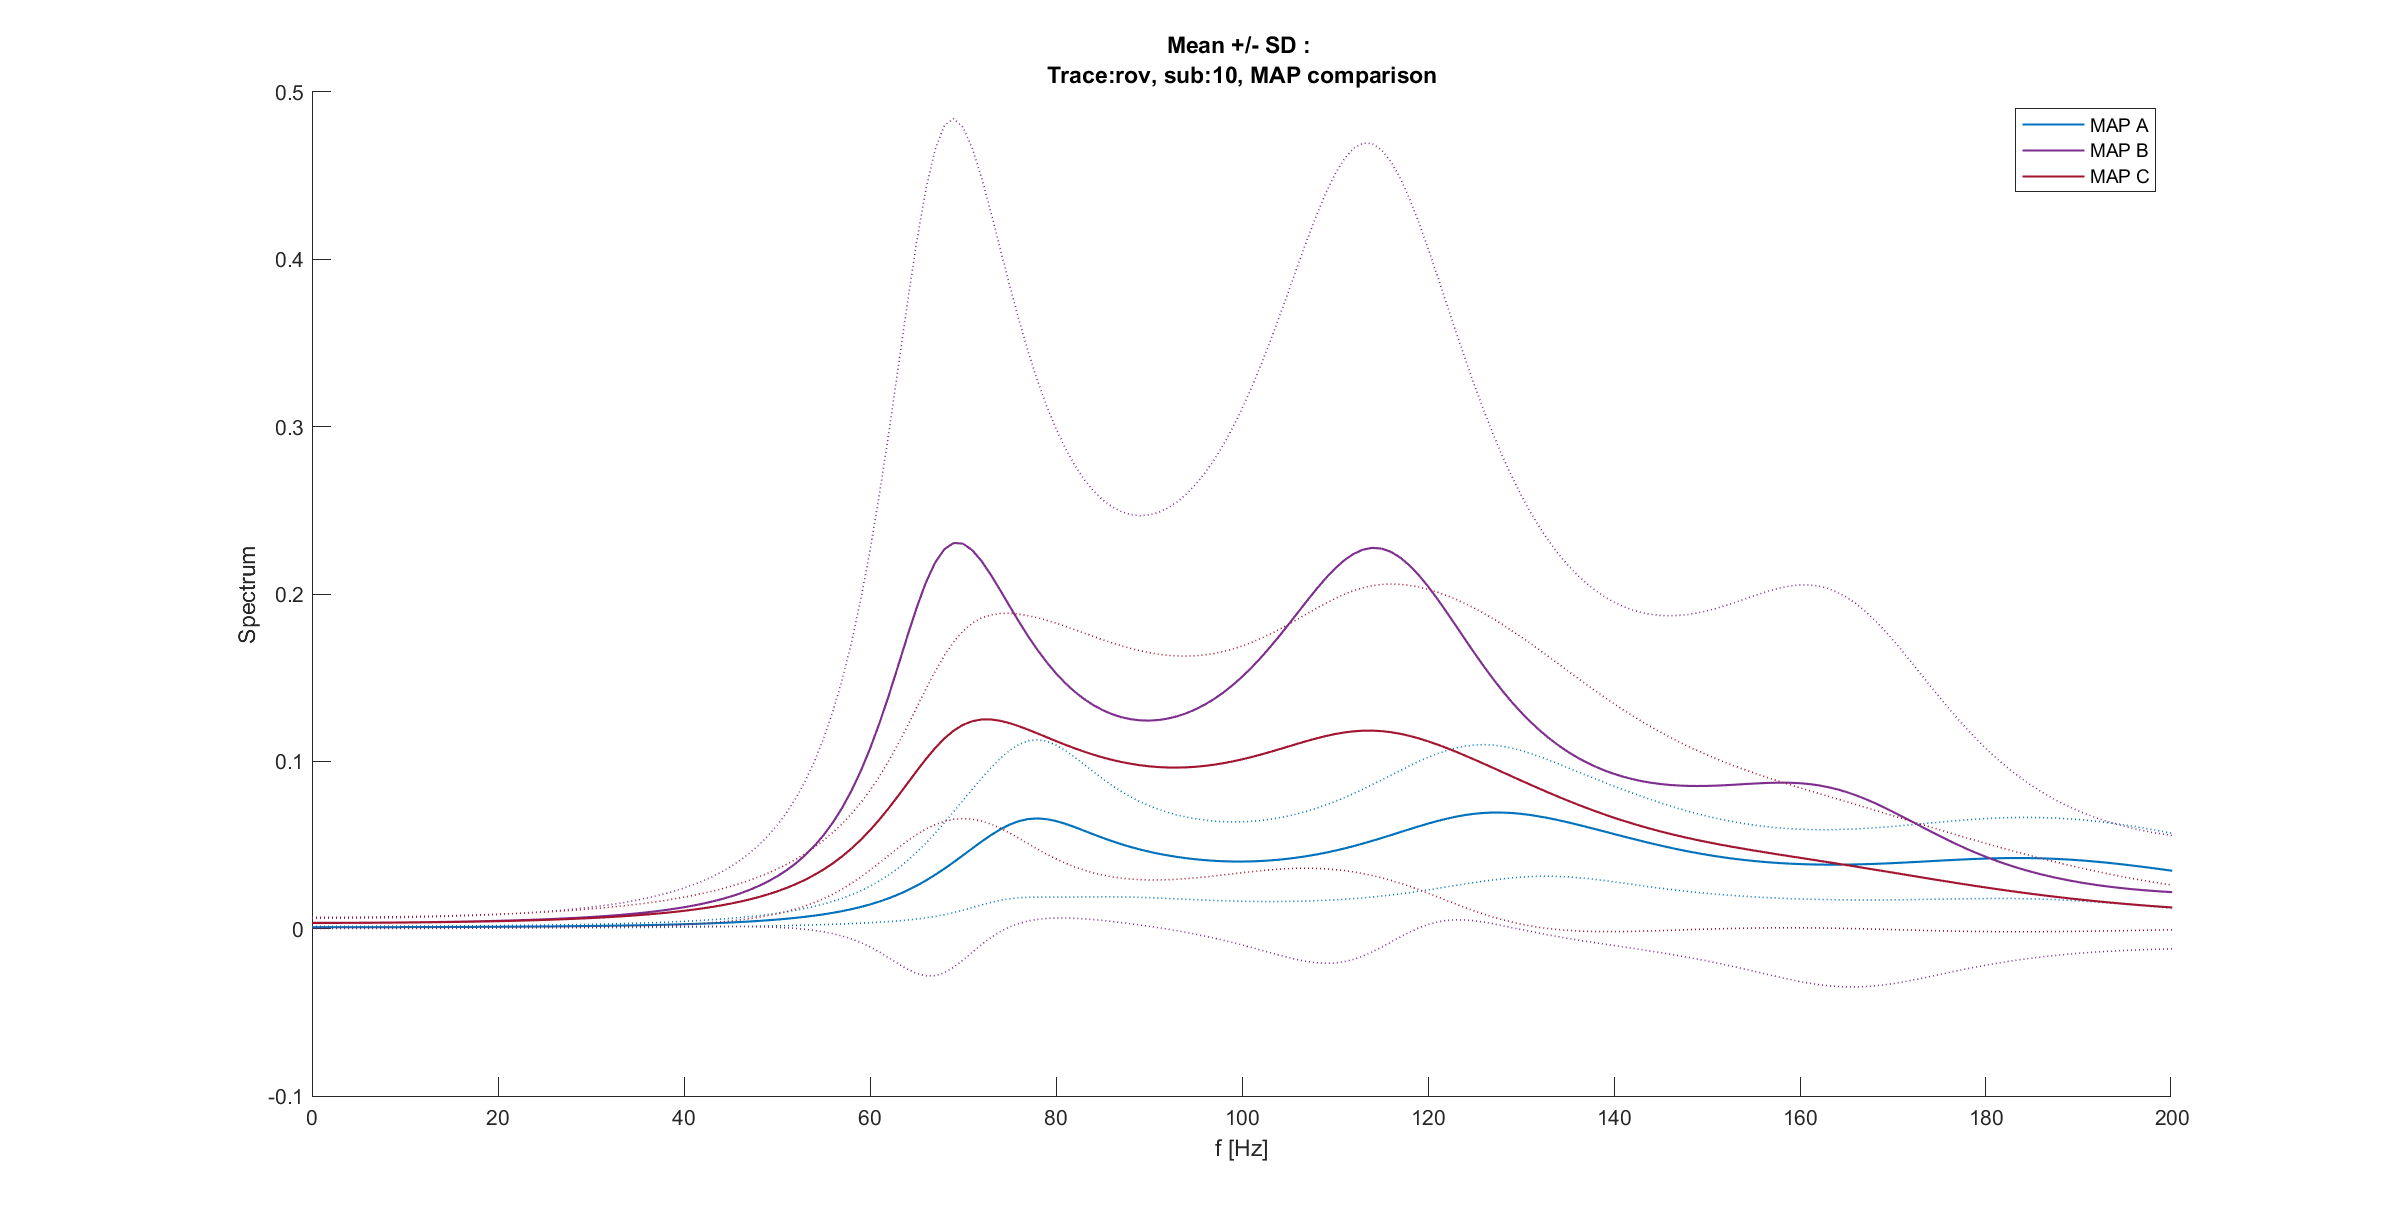 Mean +/- SD :
Trace:rov, sub:10, MAP comparison
0.5
0.4
0.3
0.2
0.1
0
-0.1
Spectrum
MAP A
MAP B
MAP C
0 20 40 60 80 100 120 140 160 180 200
f [Hz]